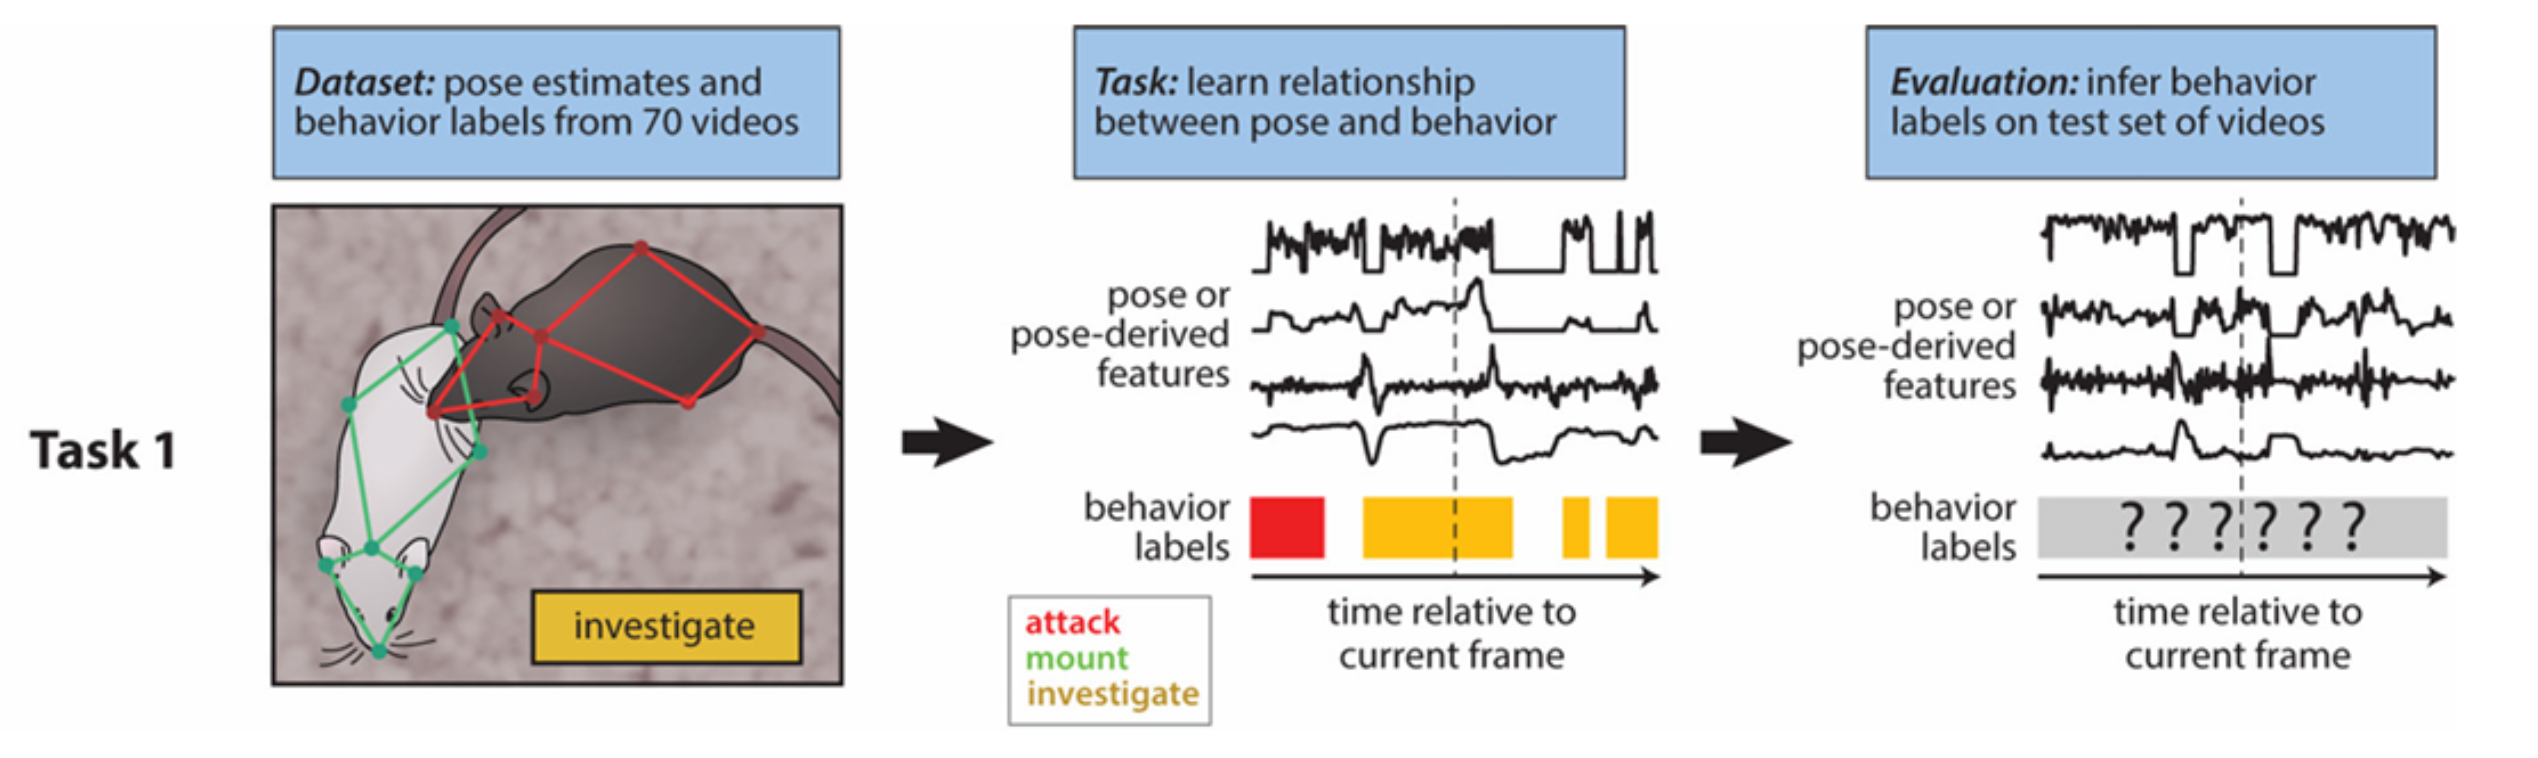 Task 1
Dataset: pose estimates and
behavior labels from 70 videos
investigate
Task: learn relationship
between pose and behavior
pose or
pose-derived
features
behavior
labels
attack
mount
investigate
time relative to
current frame
Evaluation: infer behavior
labels on test set of videos
pose or
pose-derived
features
behavior
labels
? ? ? ? ? ?
time relative to
current frame